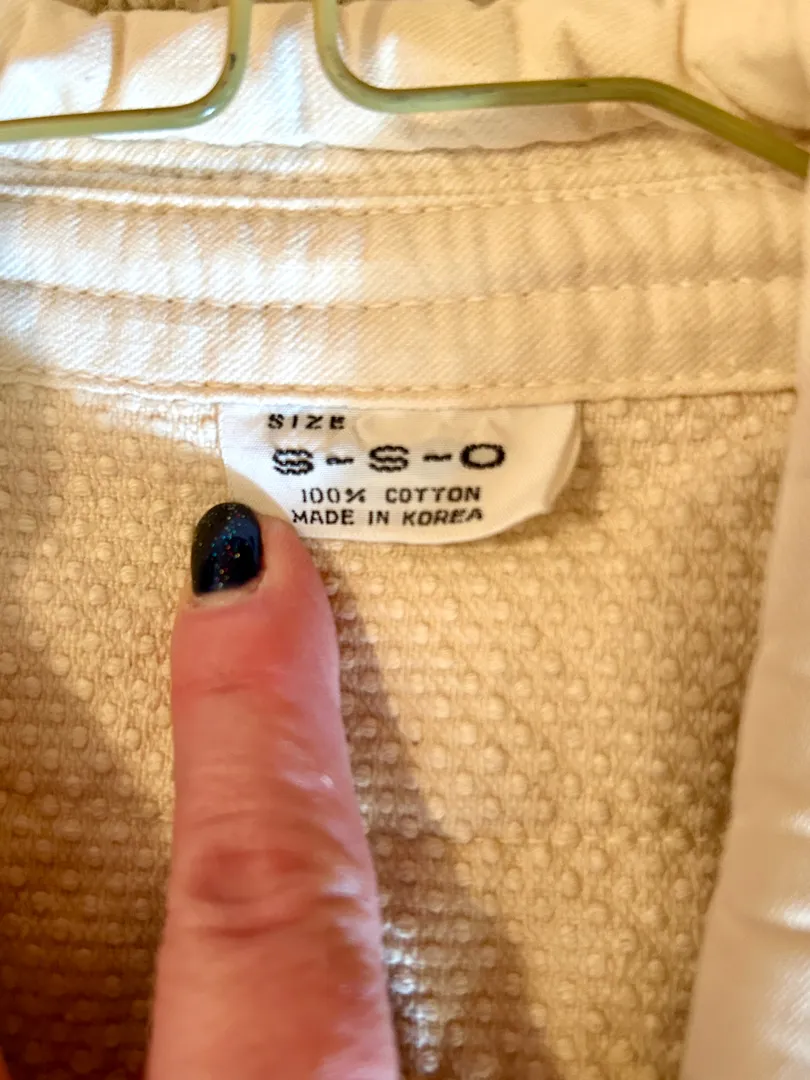 SIZE
S-S-O
100% COTTON
MADE IN KOREA